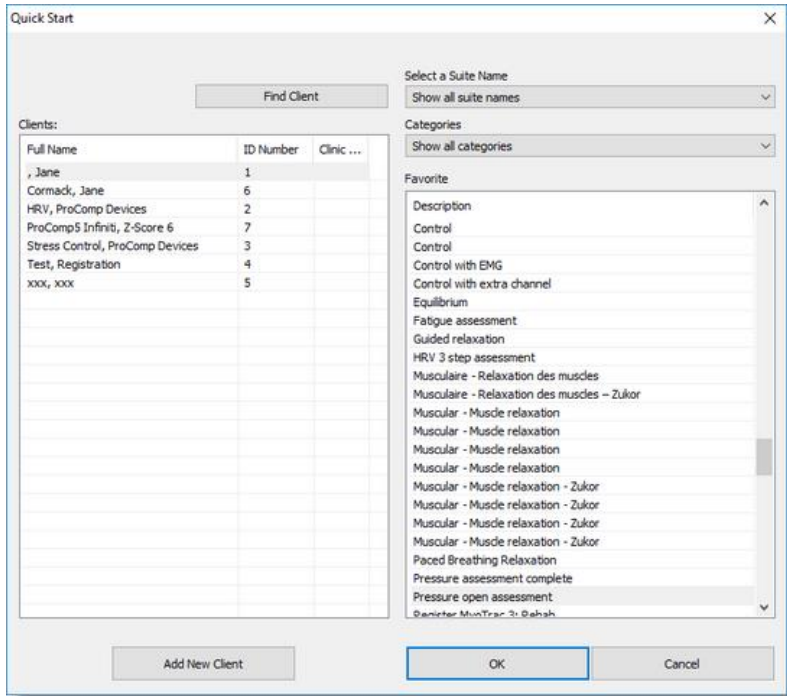 Quick Start
Find Client
Clients:
Full Name ID Number Clinic ...
, Jane 1
Cormack, Jane 6
HRV, ProComp Devices 2
ProComp5 Infiniti, Z-Score 6 7
Stress Control, ProComp Devices 3
Test, Registration 4
xxx, xxx 5
Add New Client
Select a Suite Name
Show all suite names
Categories
Show all categories
Favorite
Description
Control
Control
Control with EMG
Control with extra channel
Equilibrium
Fatigue assessment
Guided relaxation
HRV 3 step assessment
Musculaire - Relaxation des muscles
Musculaire - Relaxation des muscles – Zukor
Muscular - Muscle relaxation
Muscular - Muscle relaxation
Muscular - Muscle relaxation
Muscular - Muscle relaxation
Muscular - Muscle relaxation - Zukor
Muscular - Muscle relaxation - Zukor
Muscular - Muscle relaxation - Zukor
Muscular - Muscle relaxation - Zukor
Paced Breathing Relaxation
Pressure assessment complete
Pressure open assessment
Register MyoTrac 3: Rehab
OK
Cancel